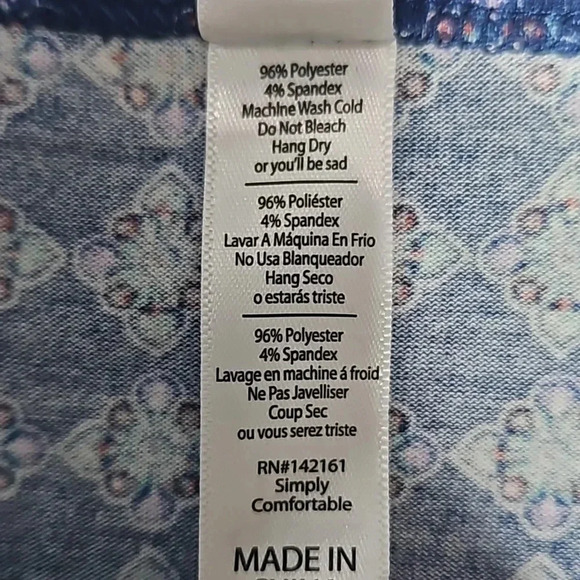 96% Polyester
4% Spandex
Machine Wash Cold
Do Not Bleach
Hang Dry
or you'll be sad
96% Poliéster
4% Spandex
Lavar A Máquina En Frio
No Usa Blanqueador
Hang Seco
o estarás triste
96% Polyester
4% Spandex
Lavage en machine á froid
Ne Pas Javelliser
Coup Sec
ou vous serez triste
RN#142161
Simply
Comfortable
MADE IN